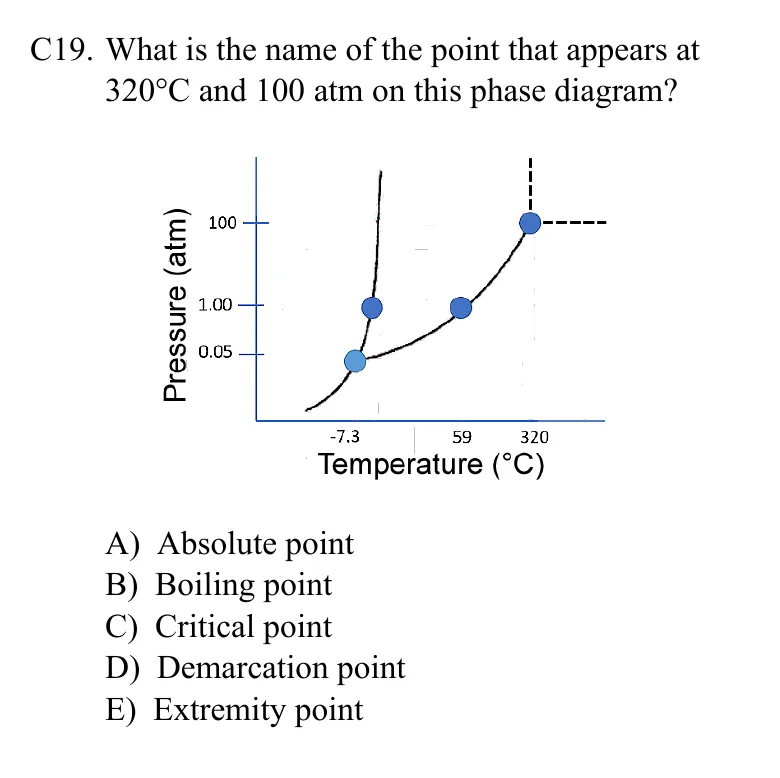 C19. What is the name of the point that appears at
320°C and 100 atm on this phase diagram?
Pressure (atm)
100
1.00
0.05
-7.3 59 320
Temperature (°C)
A) Absolute point
B) Boiling point
C) Critical point
D) Demarcation point
E) Extremity point